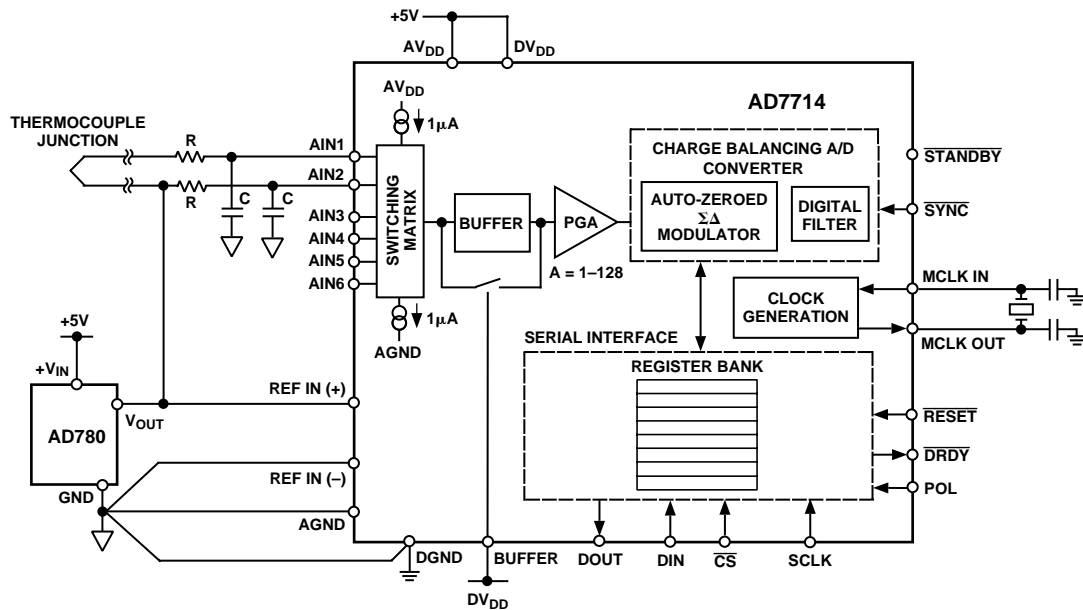 +5V
AVDD
DVDD
AD7714
AVDD
1µA
THERMOCOUPLE
JUNCTION
R
R
C
C
AIN1
AIN2
AIN3
AIN4
AIN5
AIN6
SWITCHING
MATRIX
BUFFER
PGA
A = 1–128
CHARGE BALANCING A/D
CONVERTER
AUTO-ZEROED
ΣΔ
MODULATOR
DIGITAL
FILTER
STANDBY
SYNC
1µA
AGND
CLOCK
GENERATION
MCLK IN
MCLK OUT
SERIAL INTERFACE
REGISTER BANK
+5V
+VIN
AD780
VOUT
GND
REF IN (+)
REF IN (–)
AGND
RESET
DRDY
POL
DGND
BUFFER
DOUT
DIN
CS
SCLK
DVDD